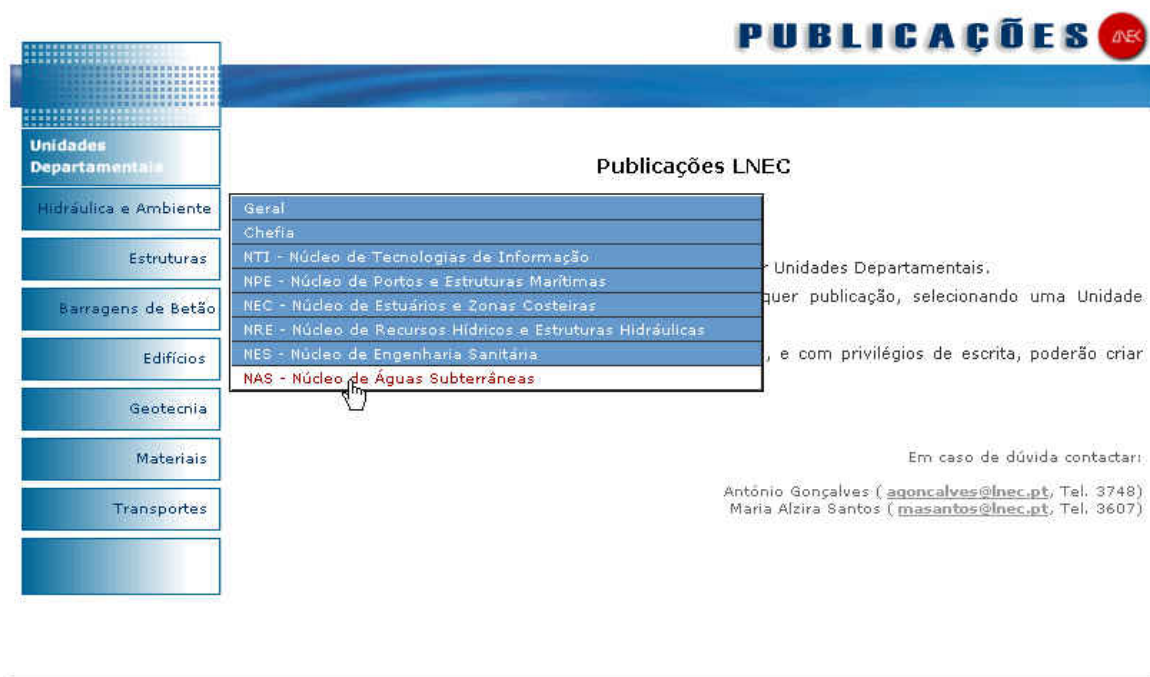 PUBLICAÇÕES LNEC
Unidades
Departamentais
Publicações LNEC
Hidráulica e Ambiente
Geral
Chefia
Estruturas
NTI - Núcleo de Tecnologias de Informação
Unidades Departamentais.
NPE - Núcleo de Portos e Estruturas Marítimas
Barragens de Betão
NEC - Núcleo de Estuários e Zonas Costeiras
quer publicação, selecionando uma Unidade
NRE - Núcleo de Recursos Hídricos e Estruturas Hidráulicas
Edifícios
NES - Núcleo de Engenharia Sanitária
, e com privilégios de escrita, poderão criar
NAS - Núcleo de Águas Subterrâneas
Geotecnia
Materiais
Em caso de dúvida contactar:
Transportes
António Gonçalves ( agoncalves@lnec.pt, Tel. 3748)
Maria Alzira Santos ( masantos@lnec.pt, Tel. 3607)